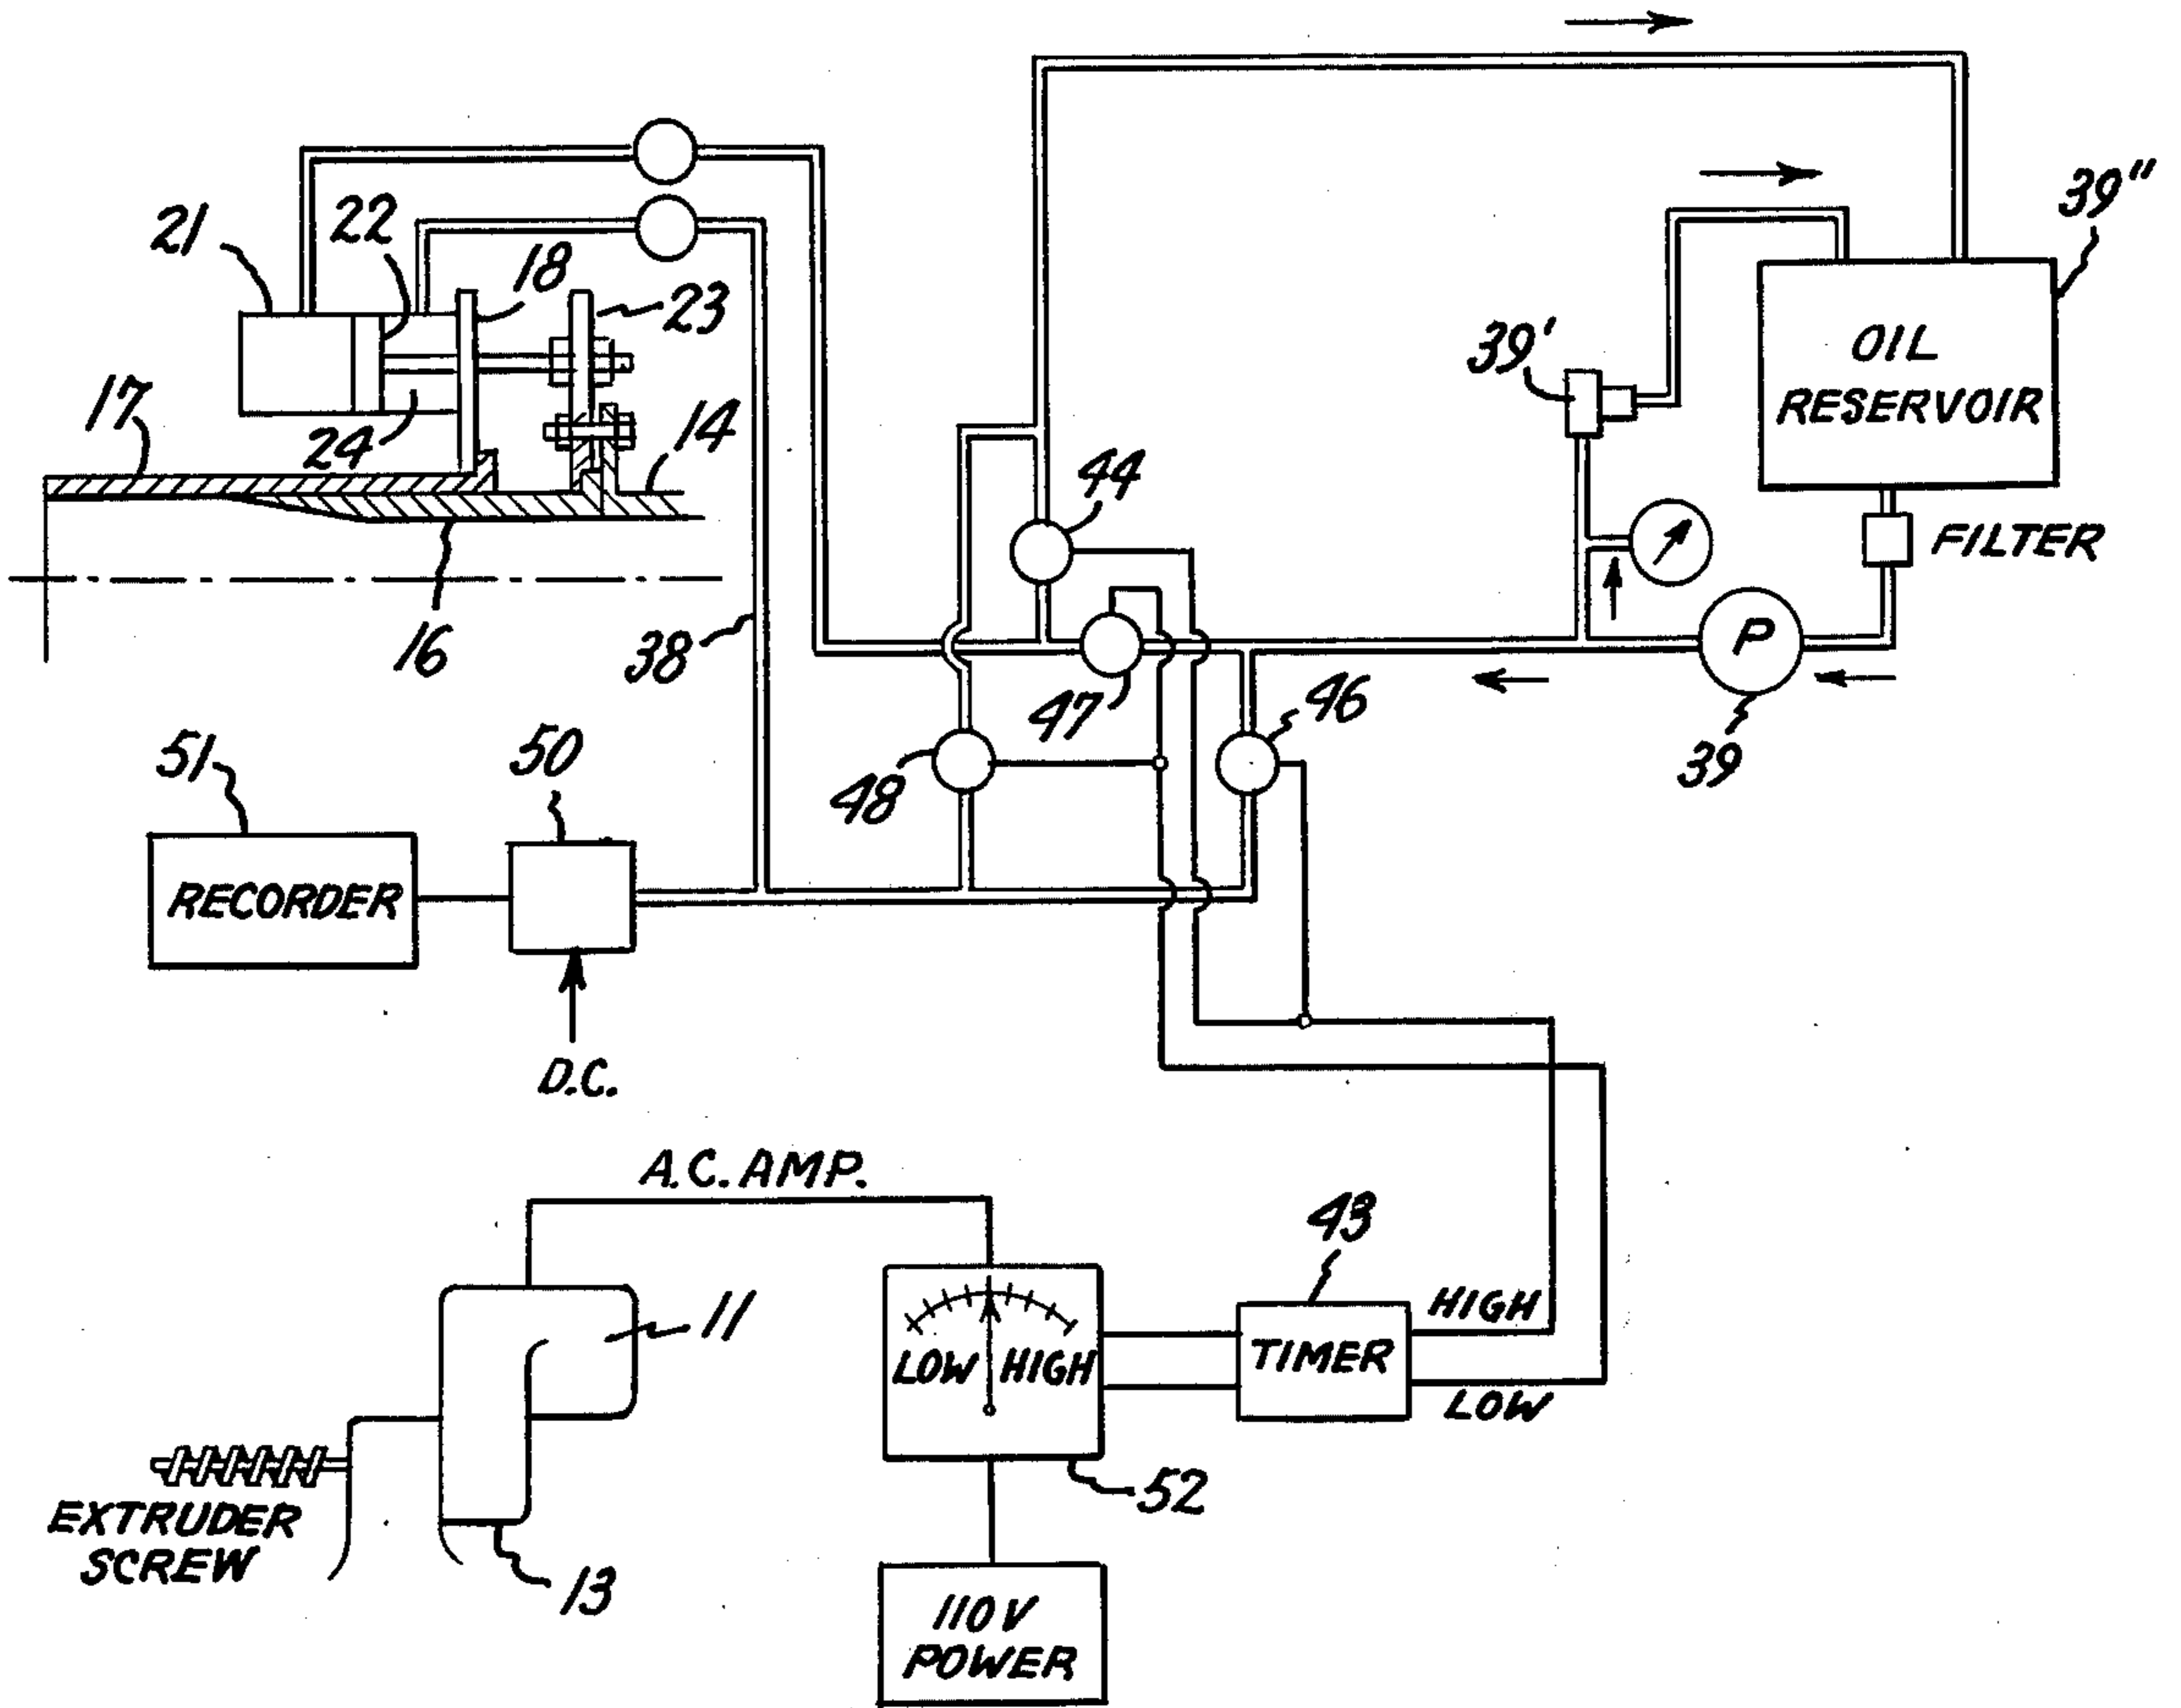 39"
21
22
18
23
OIL
RESERVOIR
39'
17
24
14
44
FILTER
P
16
38
47
46
39
48
51
50
RECORDER
D.C.
A.C. AMP.
43
11
HIGH
LOW HIGH
TIMER
LOW
52
EXTRUDER
SCREW
13
110V
POWER